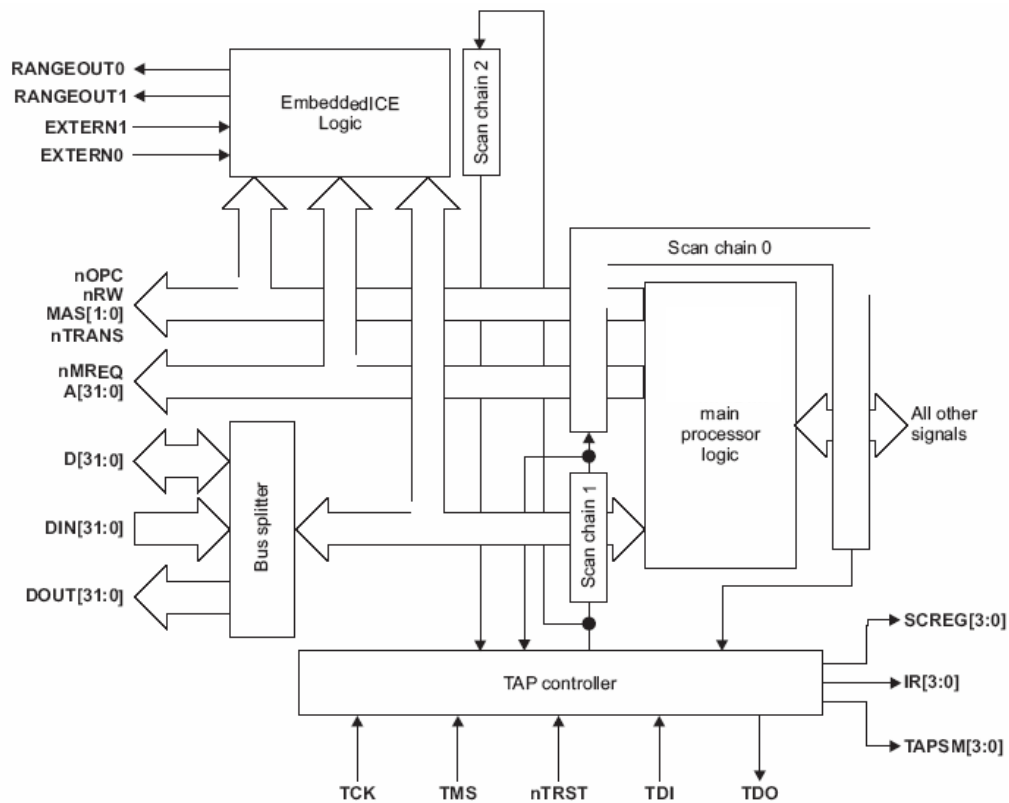 RANGEOUT0
RANGEOUT1
EXTERN1
EXTERN0
EmbeddedICE
Logic
Scan chain 2
Scan chain 0
nOPC
nRW
MAS[1:0]
nTRANS
nMREQ
A[31:0]
main
processor
logic
All other
signals
D[31:0]
DIN[31:0]
DOUT[31:0]
Bus splitter
Scan chain 1
TAP controller
SCREG[3:0]
IR[3:0]
TAPSM[3:0]
TCK
TMS
nTRST
TDI
TDO